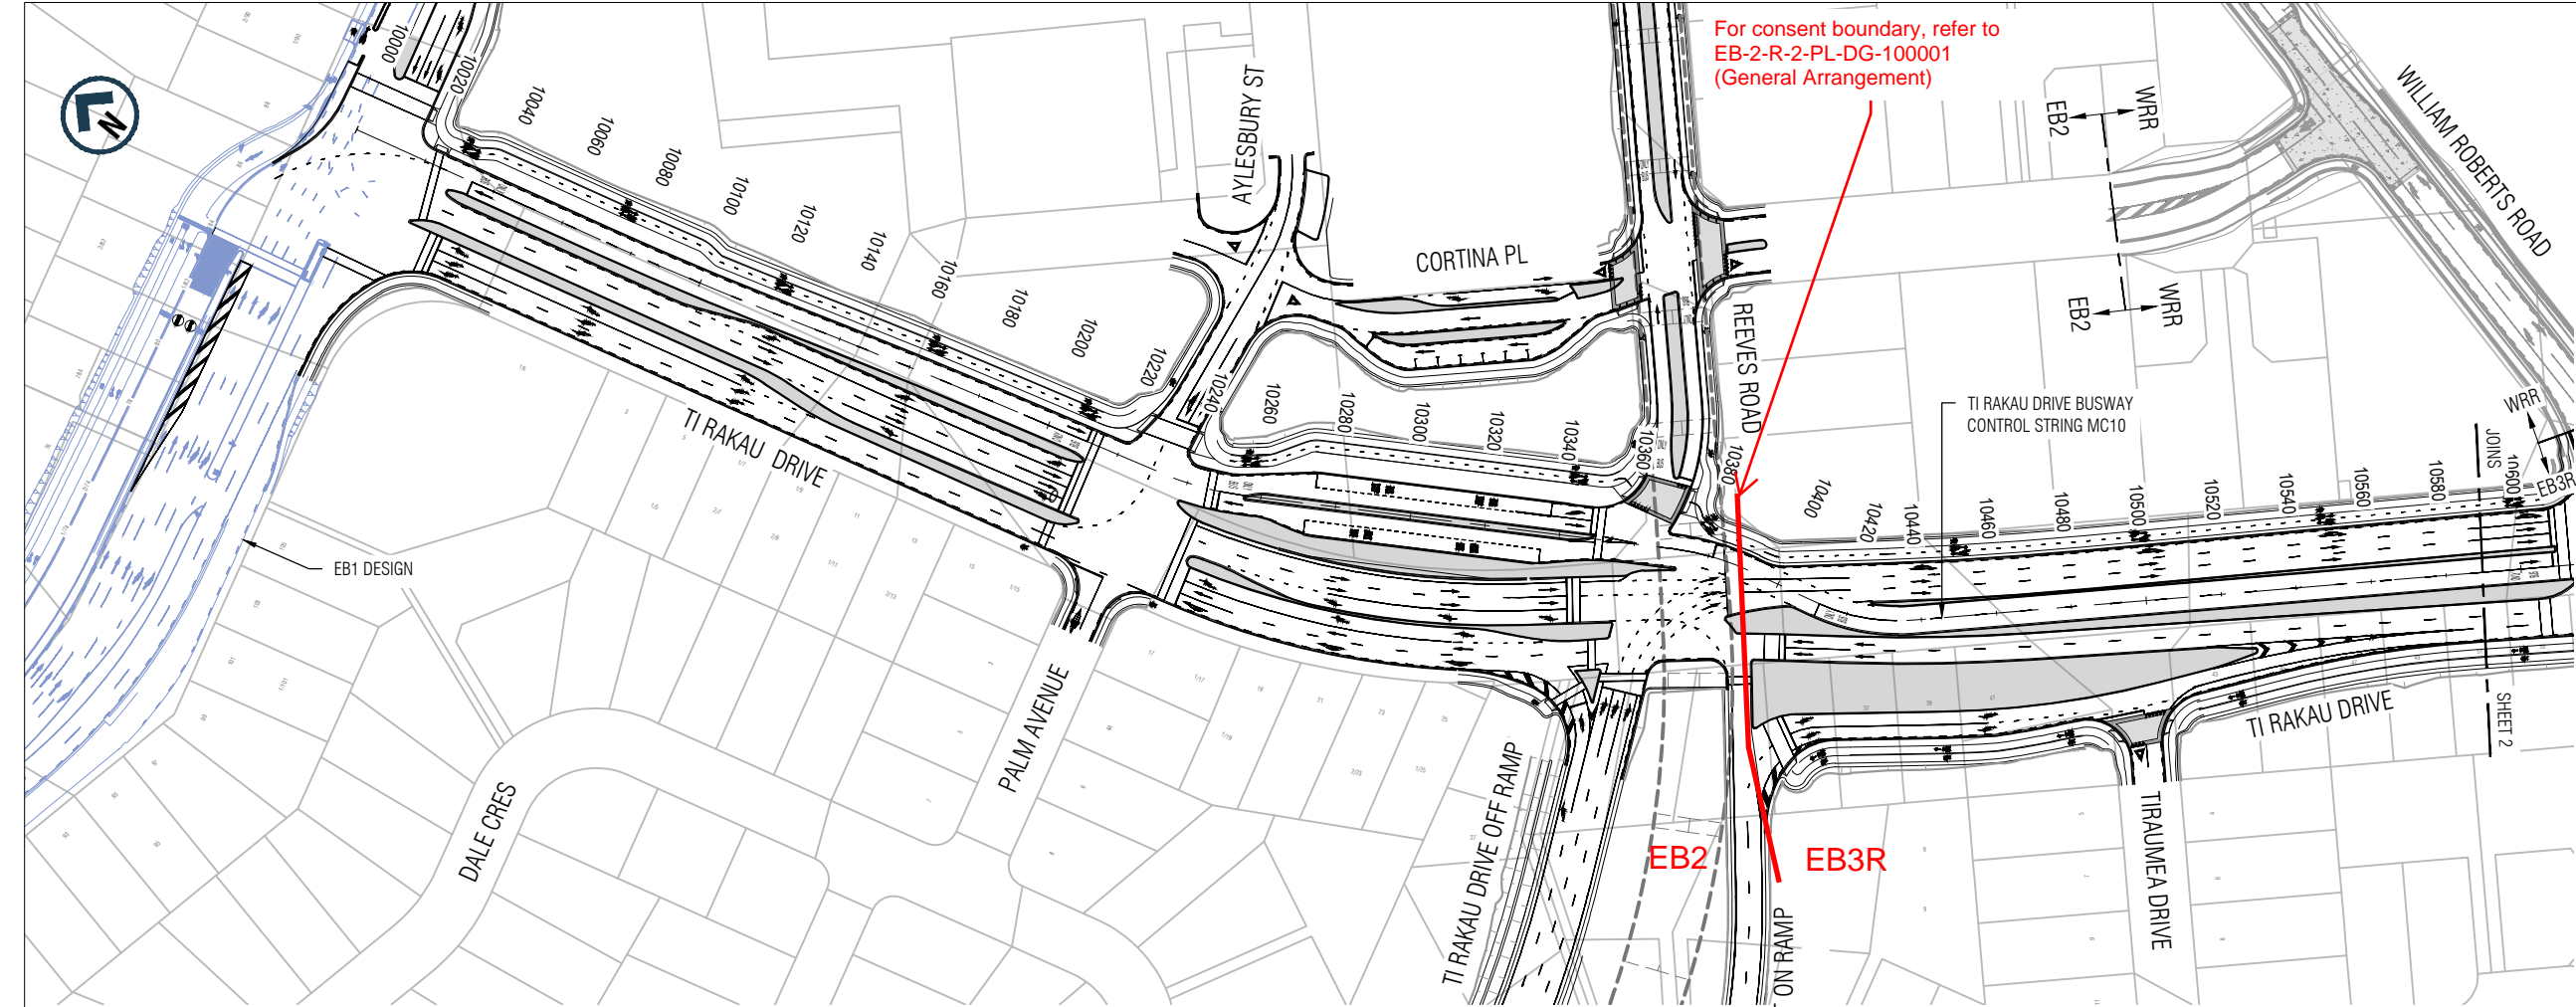 For consent boundary, refer to
EB-2-R-2-PL-DG-100001
(General Arrangement)
N
10000
10020
10040
10060
10080
10100
10120
10140
10160
10180
10200
10220
10240
10260
10280
10300
10320
10340
10360
10380
10400
10420
10440
10460
10480
10500
10520
10540
10560
10580
10600
AYLESBURY ST
CORTINA PL
REEVES ROAD
WILLIAM ROBERTS ROAD
EB2
WRR
EB2
WRR
WRR
EB3R
TI RAKAU DRIVE BUSWAY
CONTROL STRING MC10
JOINS
SHEET 2
TI RAKAU DRIVE
EB1 DESIGN
PALM AVENUE
DALE CRES
TI RAKAU DRIVE OFF RAMP
EB2
EB3R
ON RAMP
TIRAUMEA DRIVE
TI RAKAU DRIVE